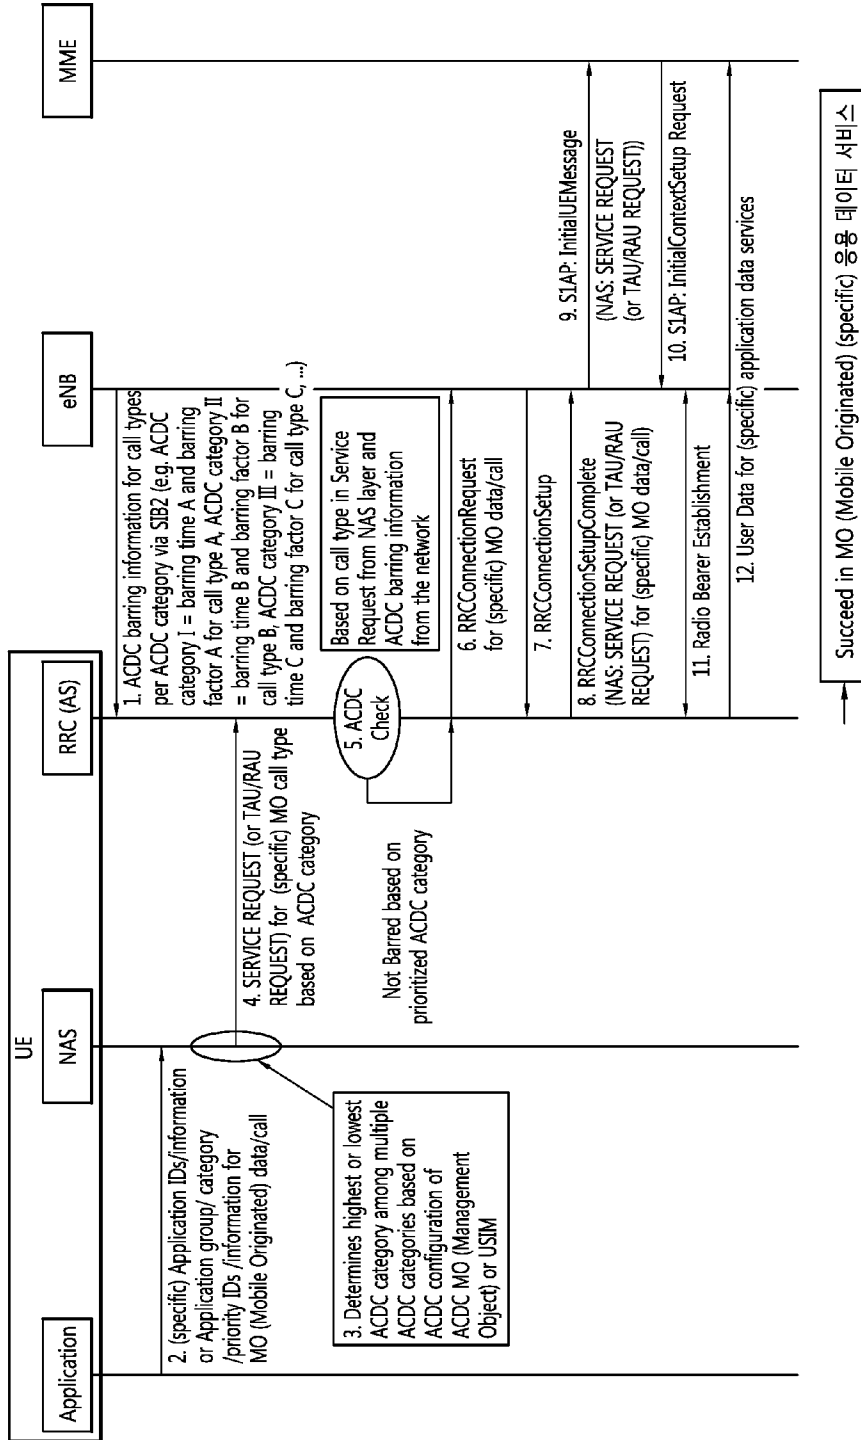 UE
Application
NAS
RRC (AS)
eNB
MME
1. ACDC barring information for call types
per ACDC category via SIB2 (e.g. ACDC
category I = barring time A and barring
factor A for call type A, ACDC category II
= barring time B and barring factor B for
call type B, ACDC category III = barring
time C and barring factor C for call type C, ...)
2. (specific) Application IDs/information
or Application group/ category
/priority IDs /information for
MO (Mobile Originated) data/call
3. Determines highest or lowest
ACDC category among multiple
ACDC categories based on
ACDC configuration of
ACDC MO (Management
Object) or USIM
4. SERVICE REQUEST (or TAU/RAU
REQUEST) for (specific) MO call type
based on ACDC category
5. ACDC
Check
Based on call type in Service
Request from NAS layer and
ACDC barring information
from the network
Not Barred based on
prioritized ACDC category
6. RRCConnectionRequest
for (specific) MO data/call
7. RRCConnectionSetup
8. RRCConnectionSetupComplete
(NAS: SERVICE REQUEST (or TAU/RAU
REQUEST) for (specific) MO data/call)
9. S1AP: InitialUEMessage
(NAS: SERVICE REQUEST
(or TAU/RAU REQUEST))
10. S1AP: InitialContextSetup Request
11. Radio Bearer Establishment
12. User Data for (specific) application data services
Succeed in MO (Mobile Originated) (specific) 응용 데이터 서비스